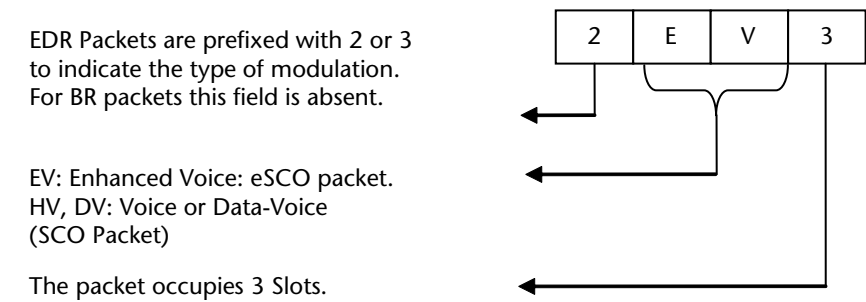 EDR Packets are prefixed with 2 or 3
to indicate the type of modulation.
For BR packets this field is absent.
2 E V 3
EV: Enhanced Voice: eSCO packet.
HV, DV: Voice or Data-Voice
(SCO Packet)
The packet occupies 3 Slots.